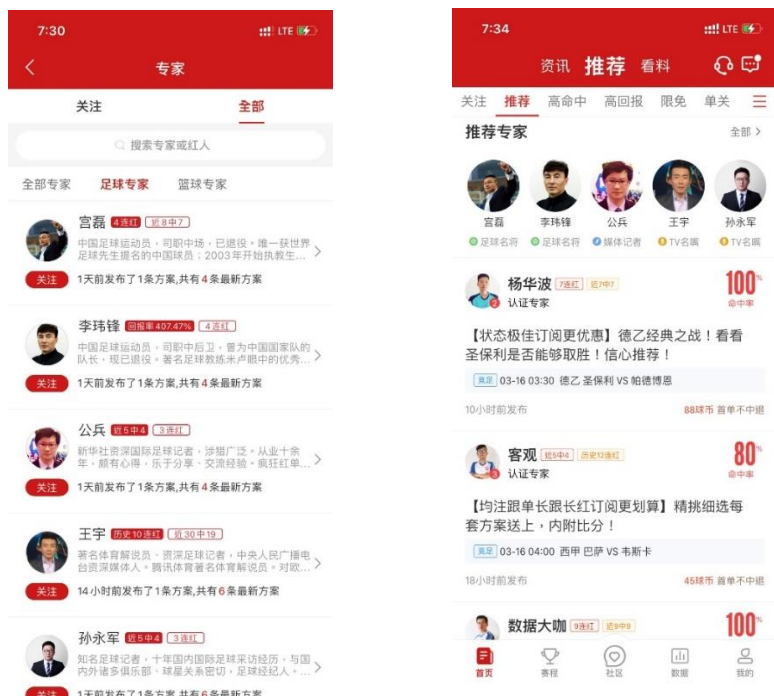 7:30
LTE
专家
关注 全部
搜索专家或红人
全部专家 足球专家 篮球专家
宫磊 4连红 近8中7
中国足球运动员，司职中场，已退役。唯一获世界
足球先生提名的中国球员；2003年开始执教生...
关注 1天前发布了1条方案,共有4条最新方案
李玮锋 回报率407.47% 4连红
中国足球运动员，司职中后卫，曾为中国国家队的
队长，现已退役。著名足球教练米卢眼中的优秀...
关注 1天前发布了1条方案,共有4条最新方案
公兵 近5中4 3连红
新华社资深国际足球记者，涉猎广泛。从业十余
年，颇有心得，乐于分享、交流经验。疯狂红单...
关注 1天前发布了1条方案,共有4条最新方案
王宇 历史10连红 近30中19
著名体育解说员、资深足球记者，中央人民广播电
台资深媒体人。腾讯体育著名体育解说员。对欧...
关注 14小时前发布了1条方案,共有6条最新方案
孙永军 近5中4 3连红
知名足球记者，十年国内国际足球采访经历，与国
内外诸多俱乐部、球星关系密切，足球经纪人。...
关注 1天前发布了1条方案,共有6条最新方案
7:34
LTE
资讯 推荐 看料
关注 推荐 高命中 高回报 限免 单关
推荐专家 全部
宫磊 李玮锋 公兵 王宇 孙永军
足球名将 足球名将 媒体记者 TV名嘴 TV名嘴
杨华波 7连红 近7中7 100%
认证专家 命中率
【状态极佳订阅更优惠】德乙经典之战！看看
圣保利是否能够取胜！信心推荐！
竞足 03-16 03:30 德乙 圣保利 VS 帕德博恩
10小时前发布 88球币 首单不中退
客观 近5中4 历史12连红 80%
认证专家 命中率
【均注跟单长跟长红订阅更划算】精挑细选每
套方案送上，内附比分！
竞足 03-16 04:00 西甲 巴萨 VS 韦斯卡
18小时前发布 45球币 首单不中退
数据大咖 9连红 近9中9 100%
首页 赛程 社区 数据 我的